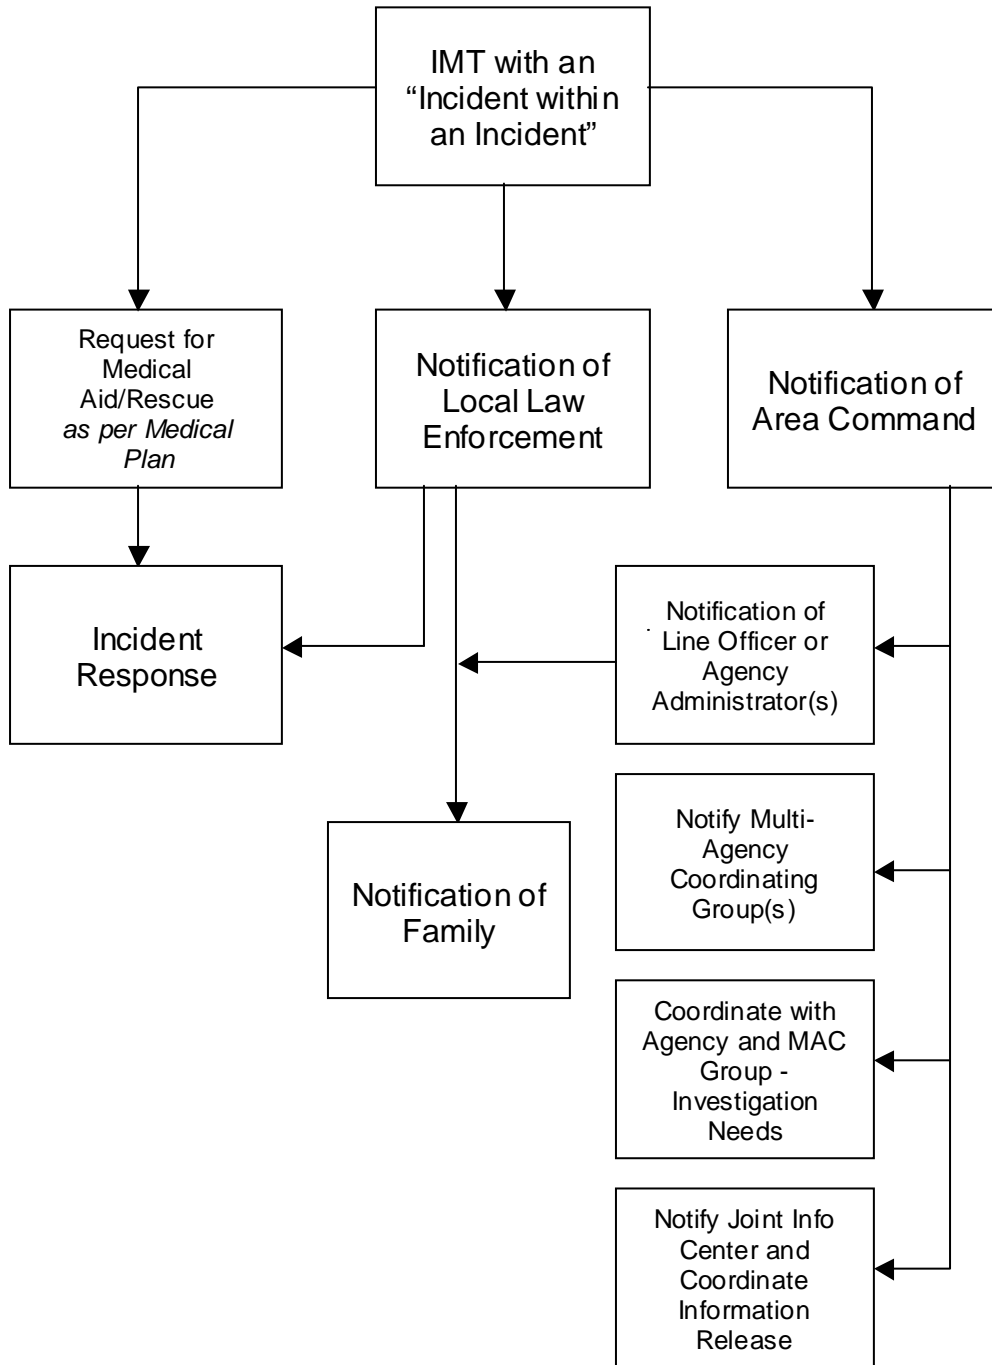 IMT with an
“Incident within
an Incident”
Request for
Medical
Aid/Rescue
as per Medical
Plan
Notification of
Local Law
Enforcement
Notification of
Area Command
Incident
Response
Notification of
Line Officer or
Agency
Administrator(s)
Notify Multi-
Agency
Coordinating
Group(s)
Notification of
Family
Coordinate with
Agency and MAC
Group -
Investigation
Needs
Notify Joint Info
Center and
Coordinate
Information
Release